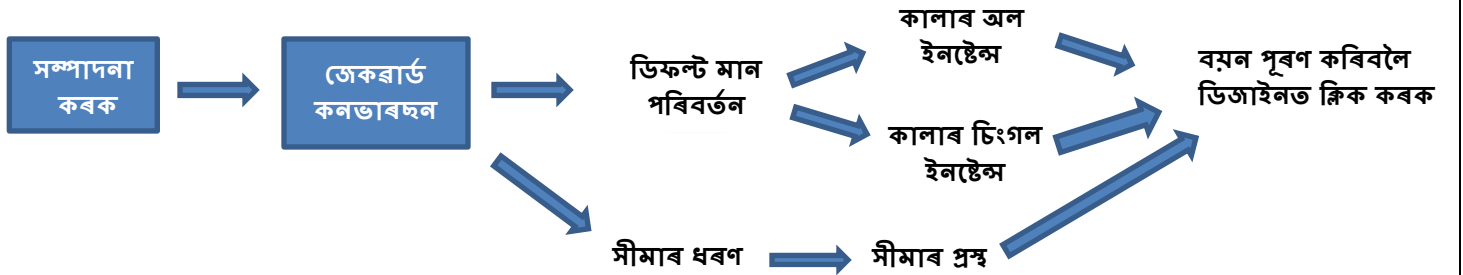 সম্পাদনা
কৰক
জেকৱাৰ্ড
কনভাৰছন
ডিফল্ট মান
পৰিবৰ্তন
কালাৰ অল
ইনষ্টেন্স
কালাৰ চিংগল
ইনষ্টেন্স
বয়ন পূৰণ কৰিবলৈ
ডিজাইনত ক্লিক কৰক
সীমাৰ ধৰণ
সীমাৰ প্ৰস্থ